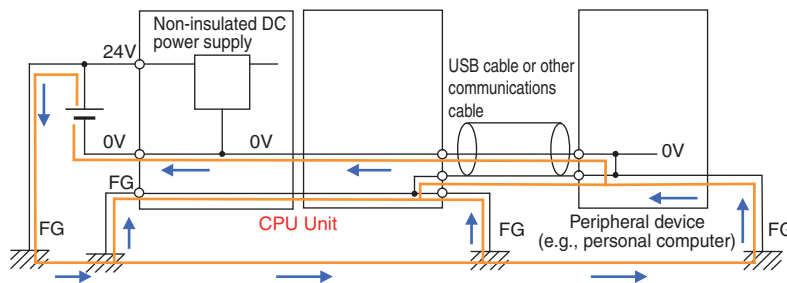 Non-insulated DC
power supply
24V
USB cable or other
communications
cable
0V
0V
0V
FG
CPU Unit
FG
FG
Peripheral device
(e.g., personal computer)
FG